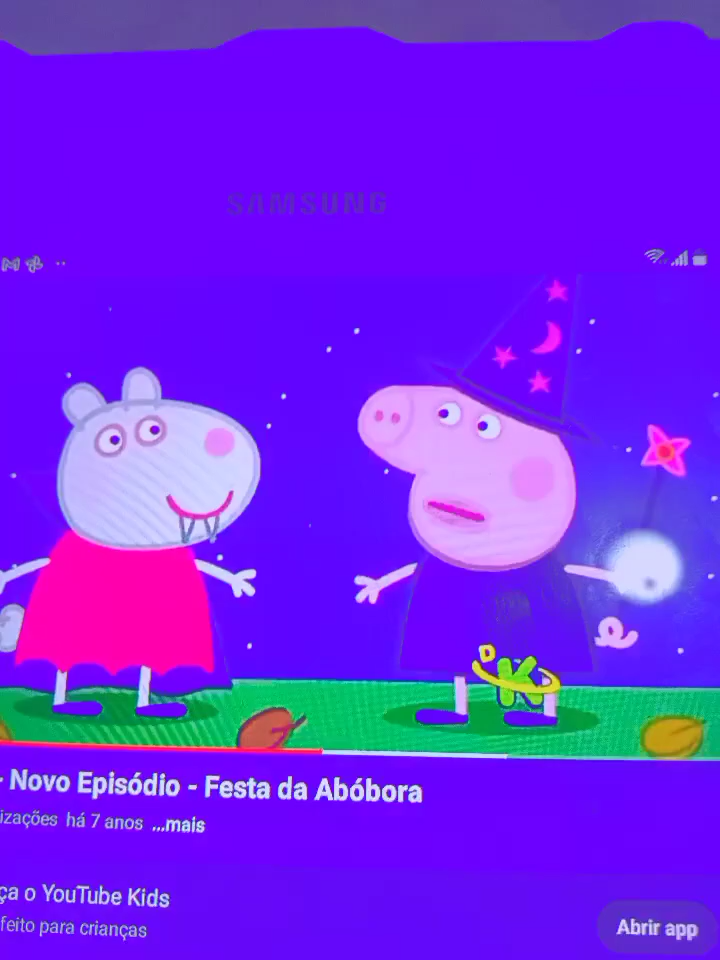 SAMSUNG
- Novo Episódio - Festa da Abóbora
izações há 7 anos ...mais
ça o YouTube Kids
feito para crianças
Abrir app
D
K